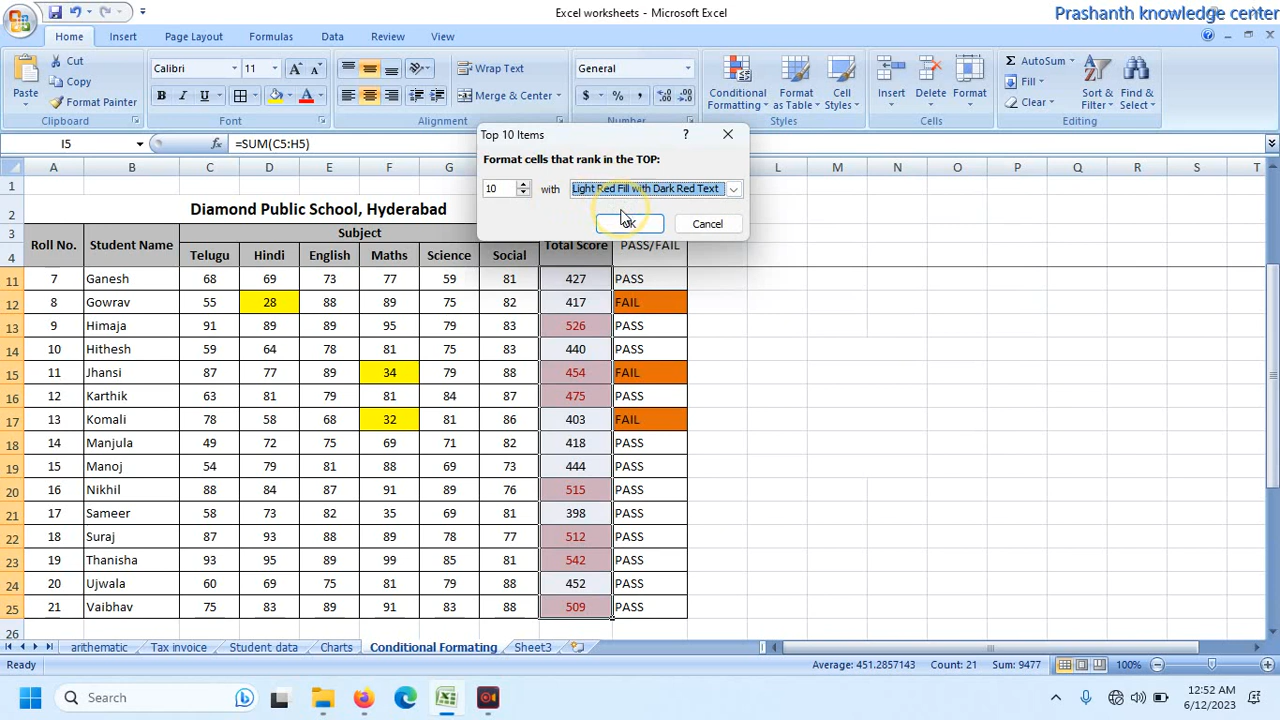 Excel worksheets - Microsoft Excel
Prashanth knowledge center
Home Insert Page Layout Formulas Data Review View
Paste Cut Copy Format Painter Clipboard
Calibri 11 B I U A A A Font
Wrap Text Merge & Center Alignment
General $ % , Number
Conditional Formatting Format as Table Cell Styles Styles
Insert Delete Format Cells
Σ AutoSum Fill Clear Sort & Filter Find & Select Editing
I5 fx =SUM(C5:H5)
Top 10 Items ?
Format cells that rank in the TOP:
10 with Light Red Fill with Dark Red Text
OK Cancel
A B C D E F G L M N O P Q R S
1
2 Diamond Public School, Hyderabad
3 Roll No. Student Name Subject Total Score PASS/FAIL
4 Telugu Hindi English Maths Science Social
11 7 Ganesh 68 69 73 77 59 81 427 PASS
12 8 Gowrav 55 28 88 89 75 82 417 FAIL
13 9 Himaja 91 89 89 95 79 83 526 PASS
14 10 Hithesh 59 64 78 81 75 83 440 PASS
15 11 Jhansi 87 77 89 34 79 88 454 FAIL
16 12 Karthik 63 81 79 81 84 87 475 PASS
17 13 Komali 78 58 68 32 81 86 403 FAIL
18 14 Manjula 49 72 75 69 71 82 418 PASS
19 15 Manoj 54 79 81 88 69 73 444 PASS
20 16 Nikhil 88 84 87 91 89 76 515 PASS
21 17 Sameer 58 73 82 35 69 81 398 PASS
22 18 Suraj 87 93 88 89 78 77 512 PASS
23 19 Thanisha 93 95 89 99 85 81 542 PASS
24 20 Ujwala 60 69 75 81 79 88 452 PASS
25 21 Vaibhav 75 83 89 91 83 88 509 PASS
26
arithematic Tax invoice Student data Charts Conditional Formating Sheet3
Ready Average: 451.2857143 Count: 21 Sum: 9477 100%
Search 12:52 AM
6/12/2023